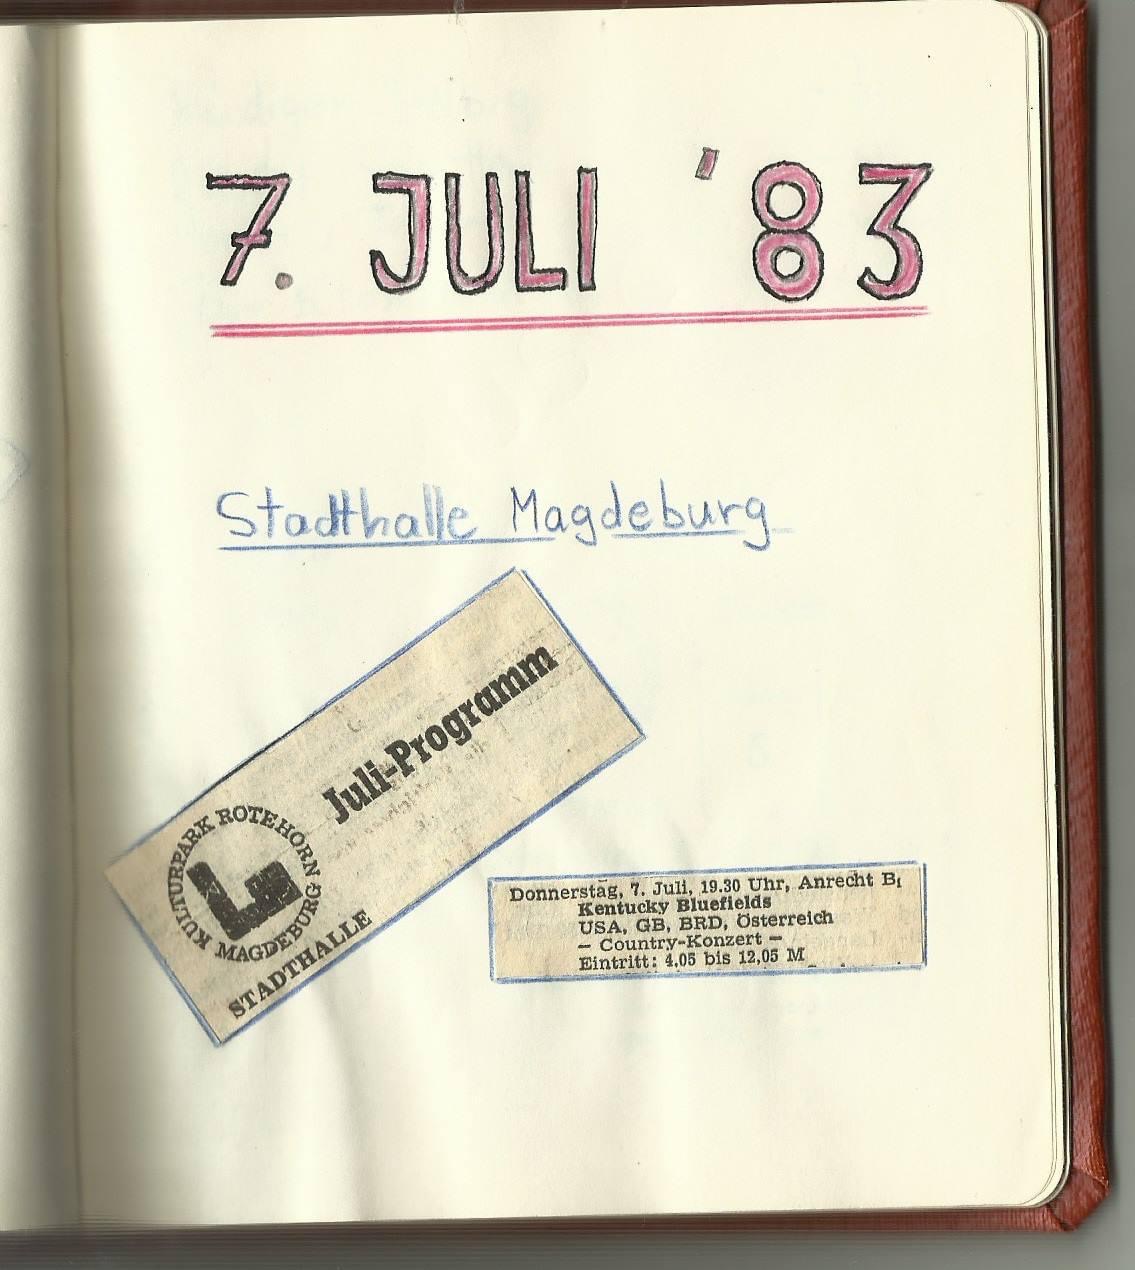 7. JULI '83
Stadthalle Magdeburg
Juli-Programm
KULTURPARK ROTEHORN
MAGDEBURG
STADTHALLE
Donnerstag, 7. Juli, 19.30 Uhr, Anrecht B₁
Kentucky Bluefields
USA, GB, BRD, Österreich
— Country-Konzert —
Eintritt: 4,05 bis 12,05 M